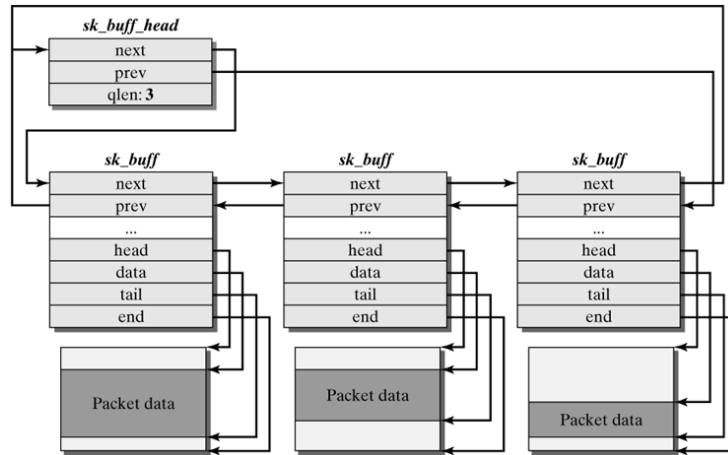 sk_buff_head
next
prev
qlen: 3
sk_buff
next
prev
...
head
data
tail
end
Packet data
sk_buff
next
prev
...
head
data
tail
end
Packet data
sk_buff
next
prev
...
head
data
tail
end
Packet data